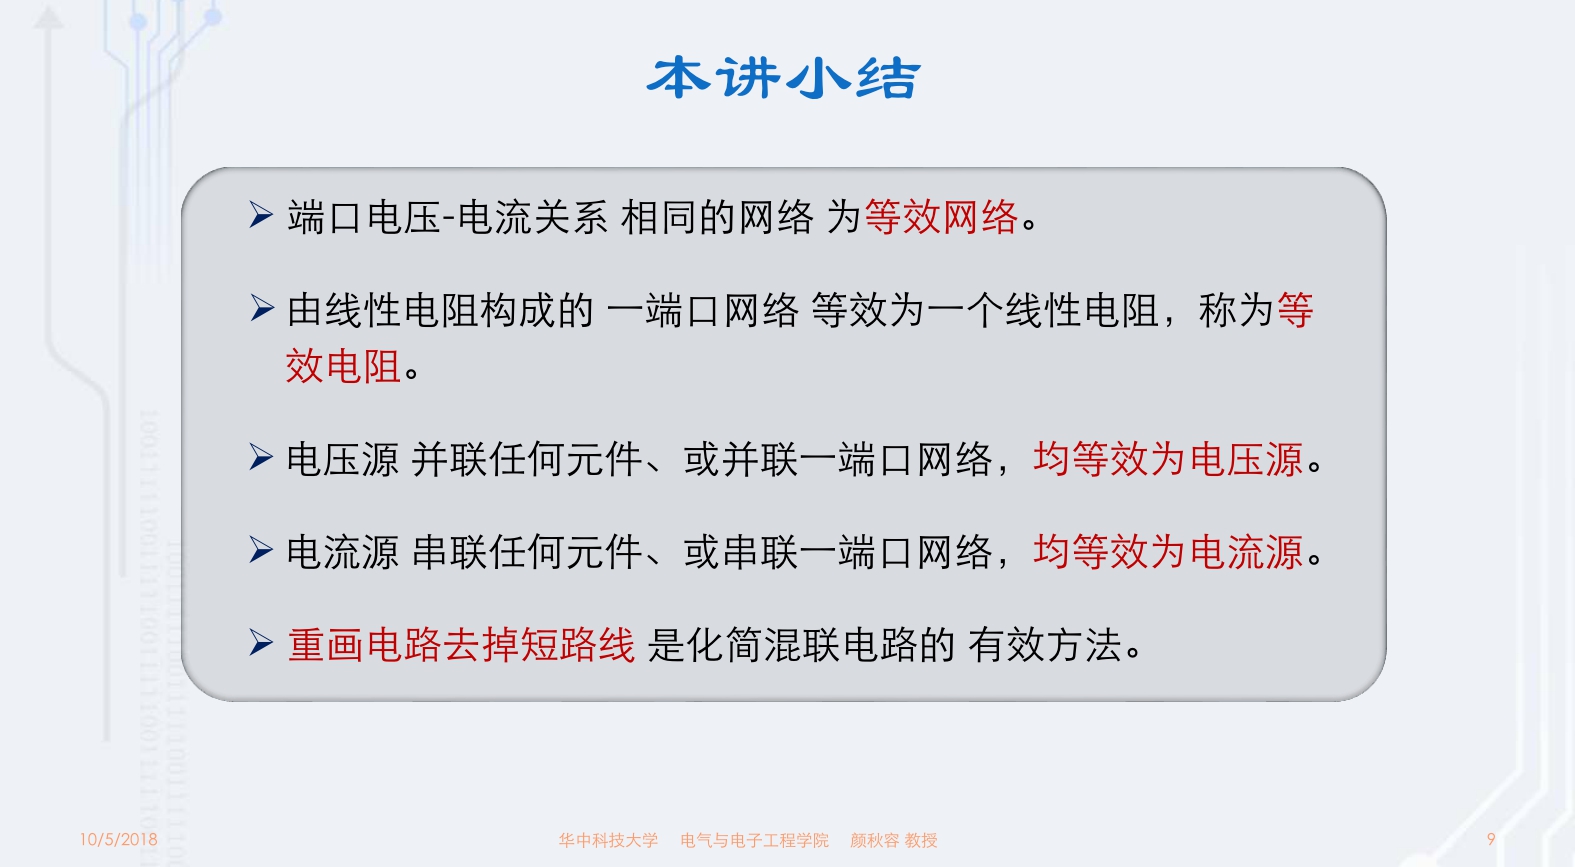 本讲小结
端口电压-电流关系 相同的网络 为等效网络。
由线性电阻构成的 一端口网络 等效为一个线性电阻，称为等
效电阻。
电压源 并联任何元件、或并联一端口网络，均等效为电压源。
电流源 串联任何元件、或串联一端口网络，均等效为电流源。
重画电路去掉短路线 是化简混联电路的 有效方法。
10/5/2018 华中科技大学 电气与电子工程学院 颜秋容 教授 9